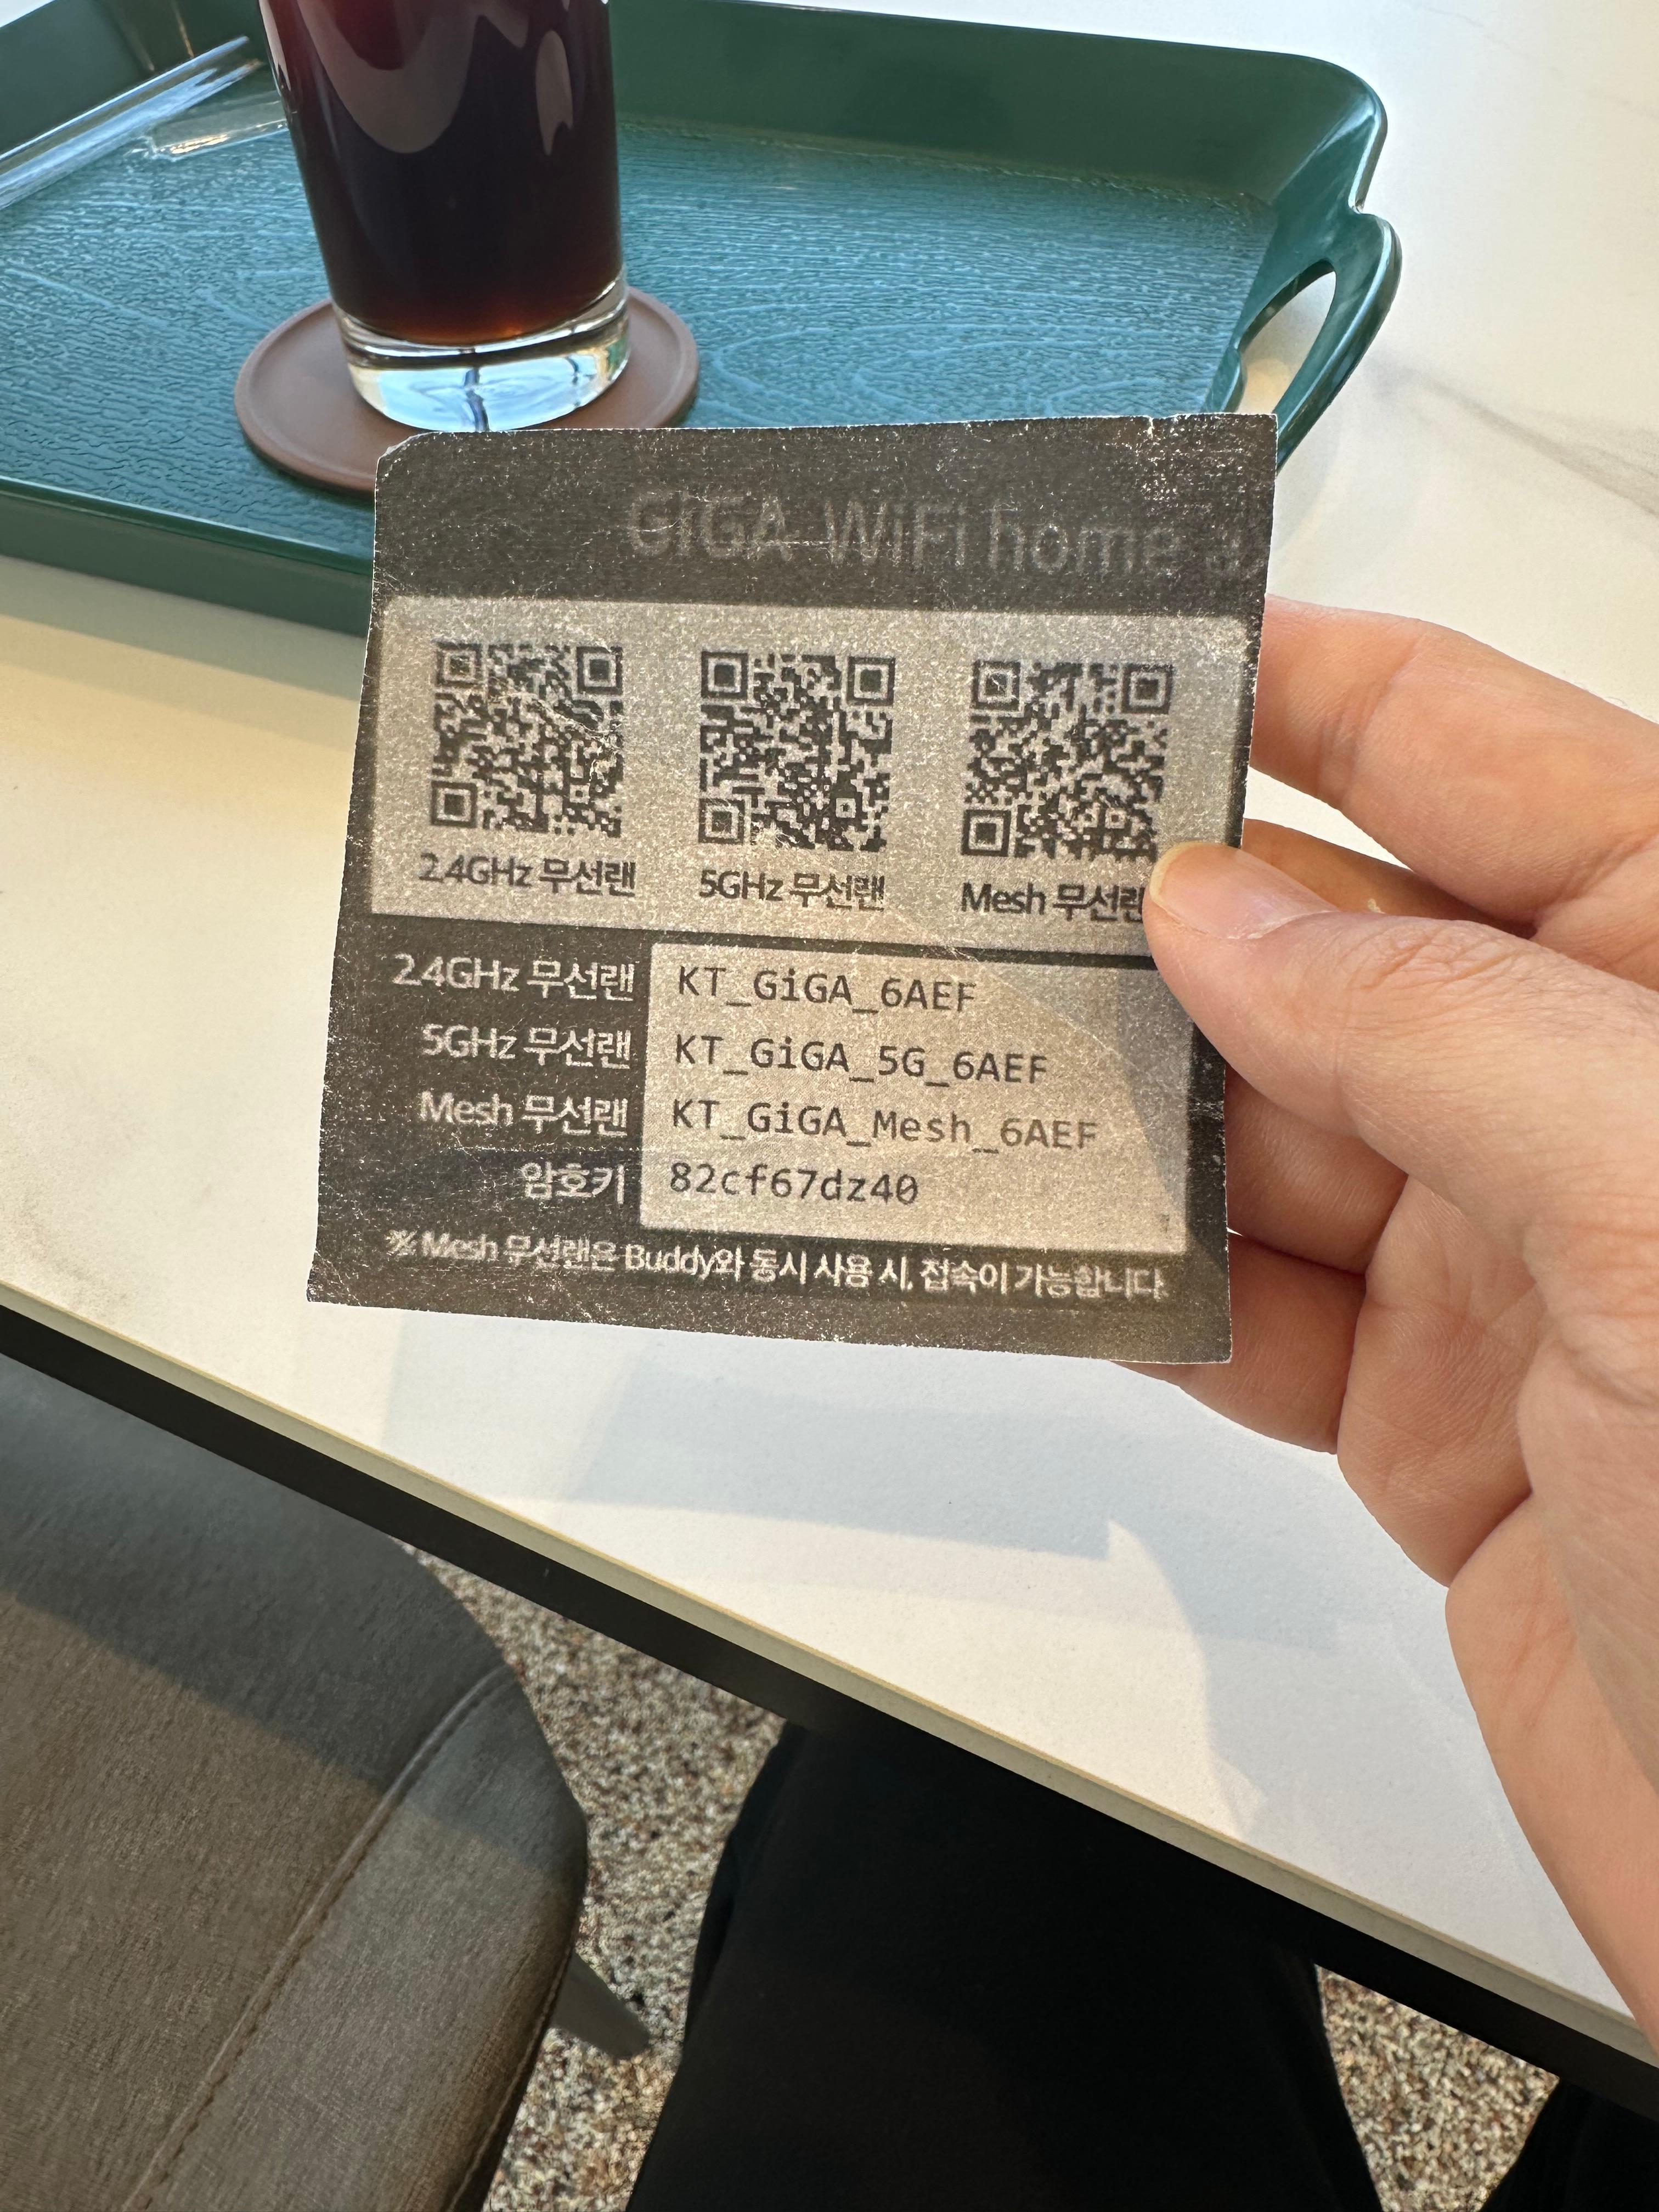 GiGA WiFi home
2.4GHz 무선랜
5GHz 무선랜
Mesh 무선랜
2.4GHz 무선랜 KT_GiGA_6AEF
5GHz 무선랜 KT_GiGA_5G_6AEF
Mesh 무선랜 KT_GiGA_Mesh_6AEF
암호키 82cf67dz40
※ Mesh 무선랜은 Buddy와 동시 사용 시, 접속이 가능합니다.